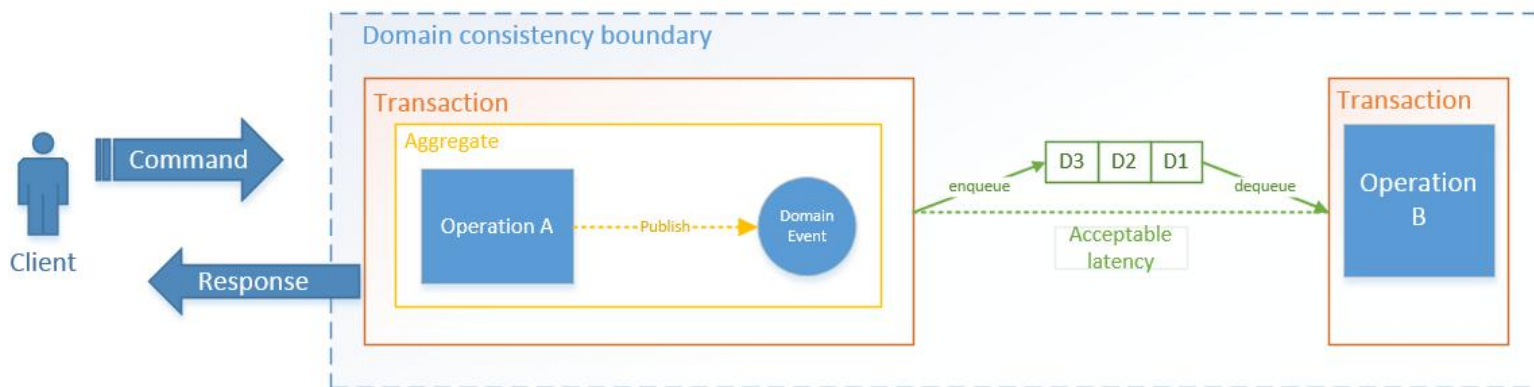 Domain consistency boundary
Transaction
Aggregate
Operation A
Publish
Domain
Event
Command
Response
Client
enqueue
D3 D2 D1
dequeue
Acceptable
latency
Transaction
Operation
B